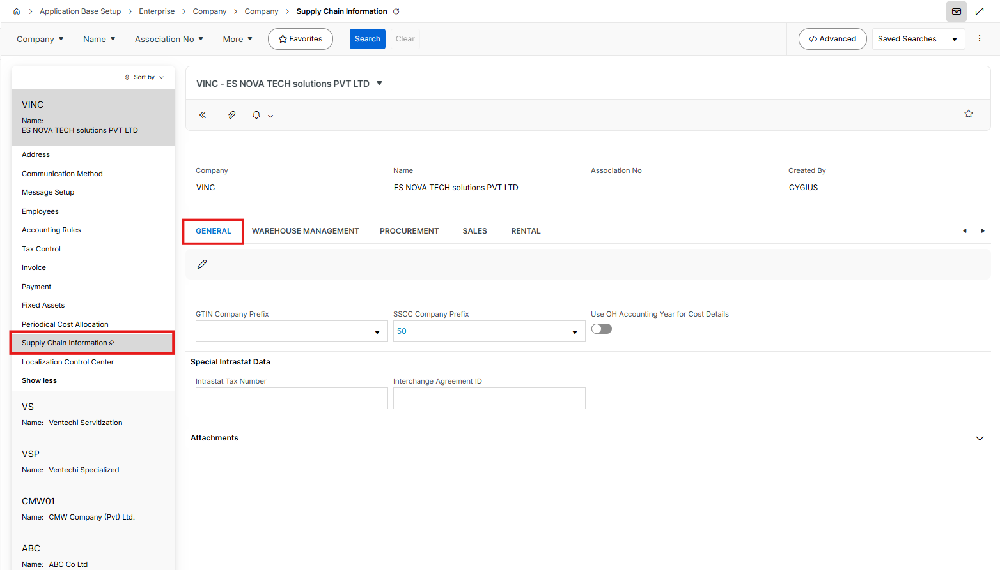 Application Base Setup > Enterprise > Company > Company > Supply Chain Information
Company Name Association No More Favorites Search Clear </> Advanced Saved Searches
Sort by
VINC
Name:
ES NOVA TECH solutions PVT LTD
Address
Communication Method
Message Setup
Employees
Accounting Rules
Tax Control
Invoice
Payment
Fixed Assets
Periodical Cost Allocation
Supply Chain Information
Localization Control Center
Show less
VS
Name: Ventechi Servitization
VSP
Name: Ventechi Specialized
CMW01
Name: CMW Company (Pvt) Ltd.
ABC
Name: ABC Co Ltd
VINC - ES NOVA TECH solutions PVT LTD
Company Name Association No Created By
VINC ES NOVA TECH solutions PVT LTD CYGIUS
GENERAL WAREHOUSE MANAGEMENT PROCUREMENT SALES RENTAL
GTIN Company Prefix SSCC Company Prefix Use OH Accounting Year for Cost Details
50
Special Intrastat Data
Intrastat Tax Number Interchange Agreement ID
Attachments